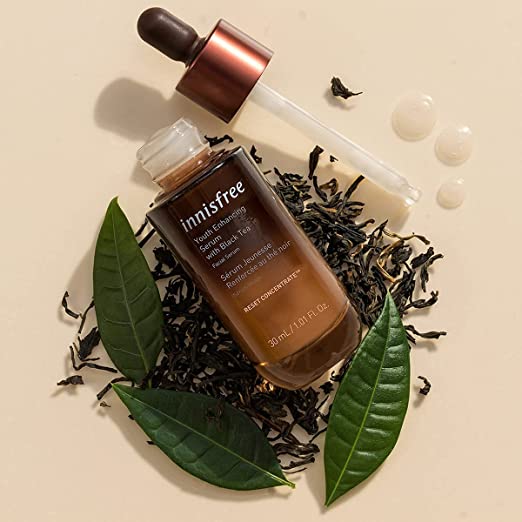 innisfree
Youth Enhancing
Serum
with Black Tea
Facial Serum
Sérum Jeunesse
Renforcée au thé noir
RESET CONCENTRATE™
30 mL / 1.01 Fl. Oz.